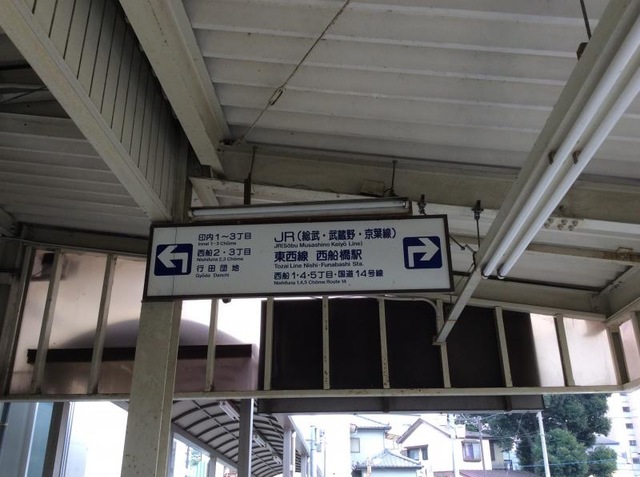 印内1〜3丁目
Innai 1-3 Chōme
西船2・3丁目
Nishifuna 2,3 Chōme
行田団地
Gyōda Danchi
JR(総武・武蔵野・京葉線)
JR(Sōbu Musashino Keiyō Line)
東西線 西船橋駅
Tozai Line Nishi-Funabashi Sta.
西船1・4・5丁目・国道14号線
Nishifuna 1,4,5 Chōme, Route 14